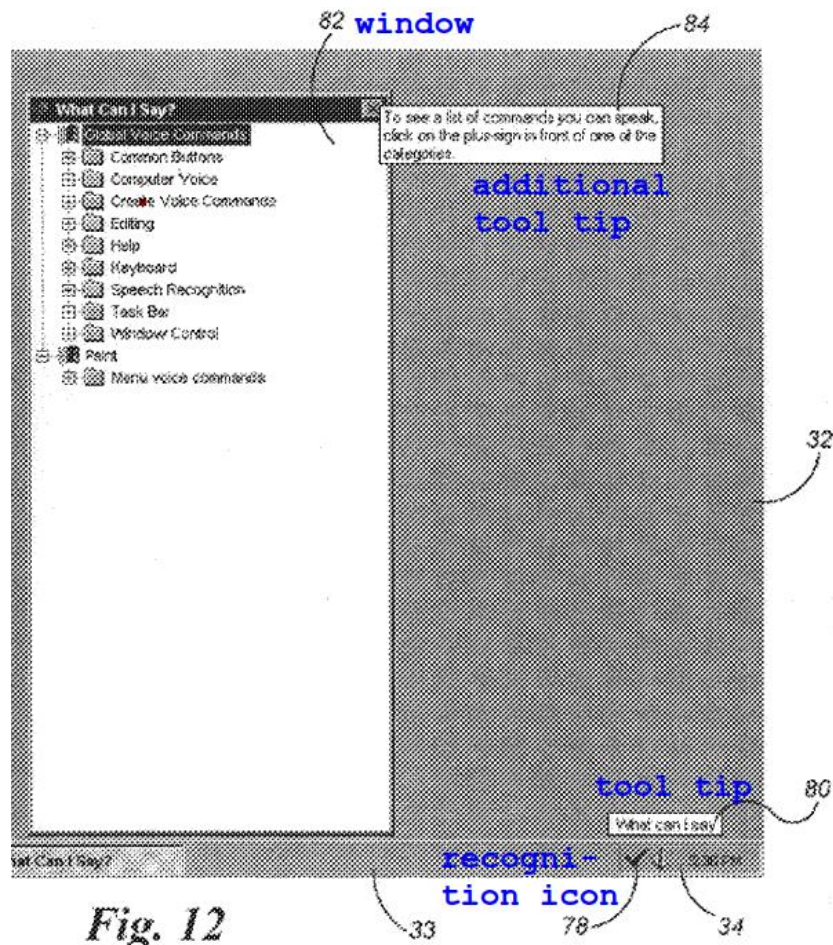 82 window
84
What Can I Say?
To see a list of commands you can speak,
click on the plus-sign in front of one of the
categories.
Global Voice Commands
Common Buttons
Computer Voice
Create Voice Commands
Editing
Help
Keyboard
Speech Recognition
Task Bar
Window Control
Paint
Menu voice commands
additional
tool tip
32
tool tip
80
What can I say
at Can I Say?
recogni-
tion icon
PM
Fig. 12
33
78
34